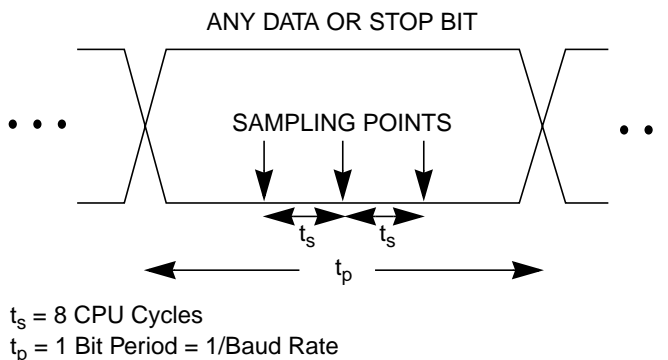 ANY DATA OR STOP BIT
• • •
• •
SAMPLING POINTS
ts ts
tp
ts = 8 CPU Cycles
tp = 1 Bit Period = 1/Baud Rate